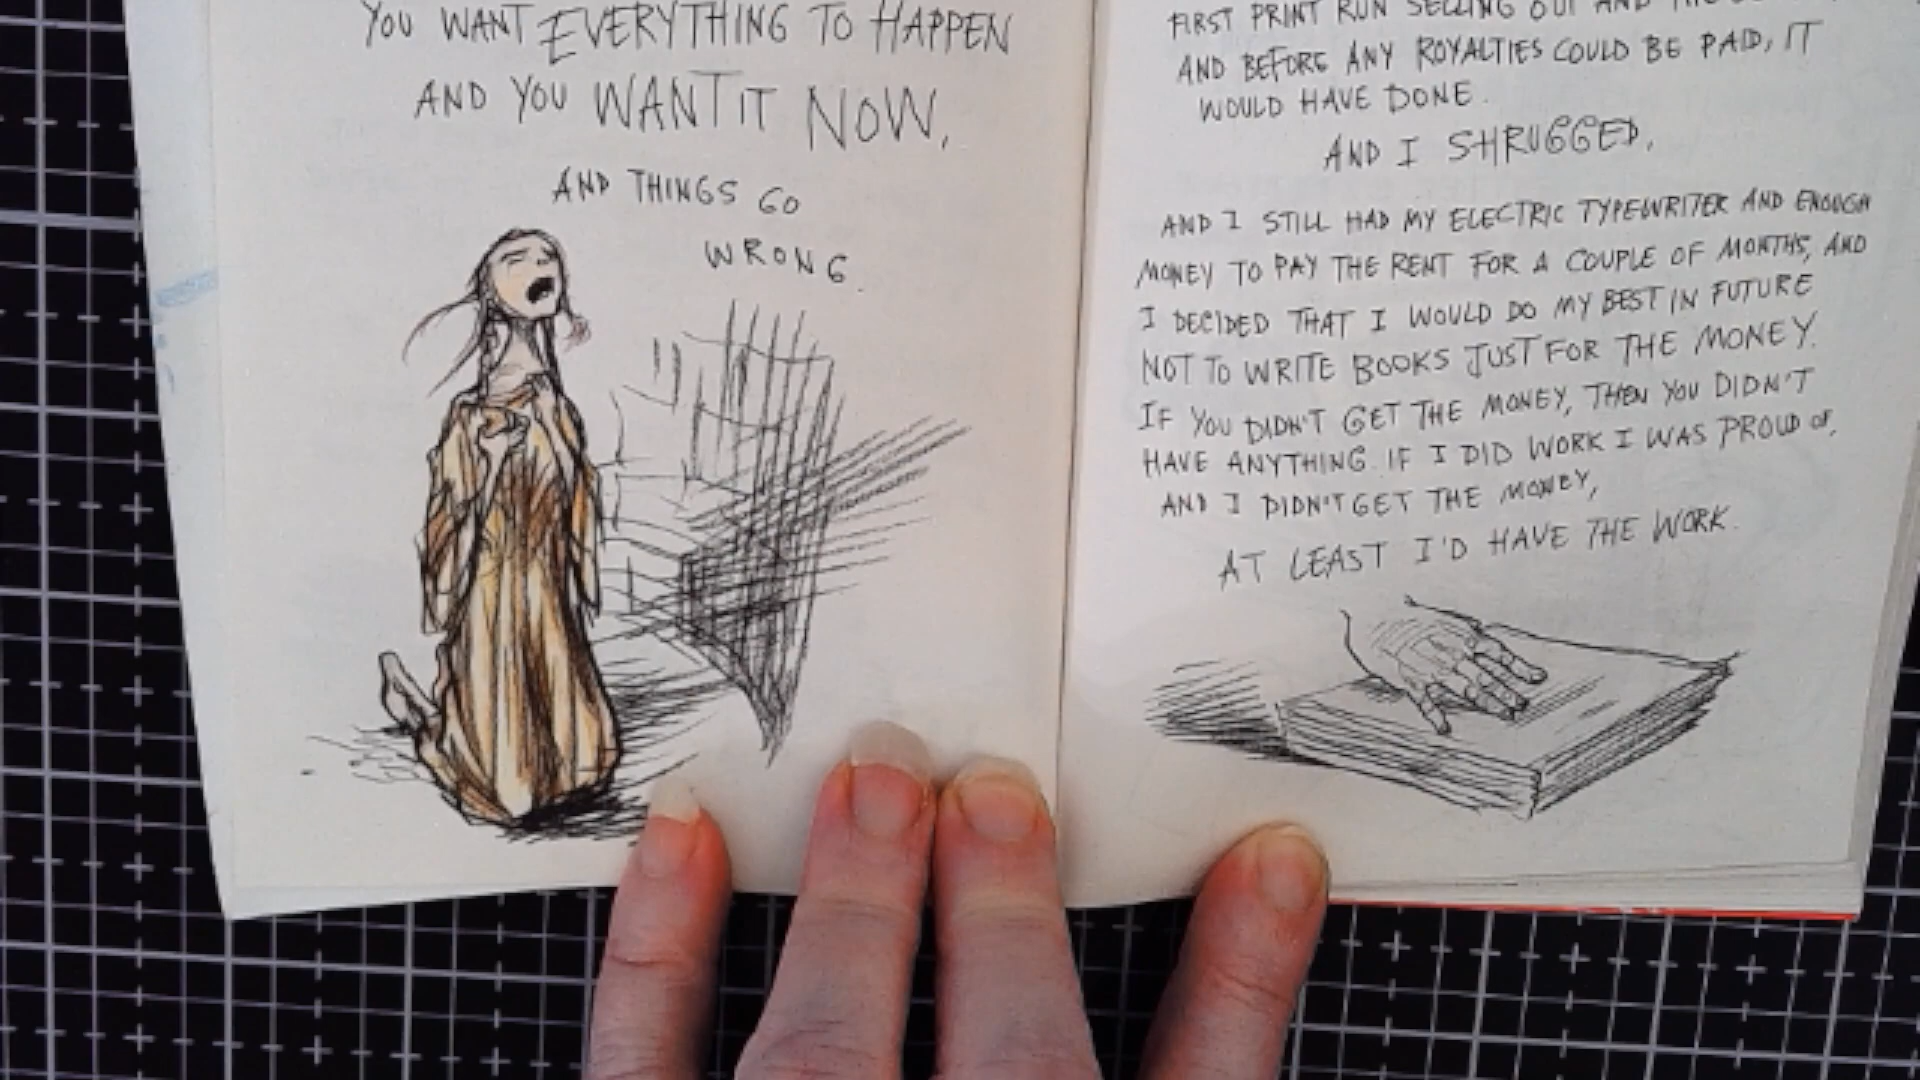 YOU WANT EVERYTHING TO HAPPEN
AND YOU WANT IT NOW,
AND THINGS GO
WRONG.
FIRST PRINT RUN SELLING OUT AND
AND BEFORE ANY ROYALTIES COULD BE PAID, IT
WOULD HAVE DONE.
AND I SHRUGGED,
AND I STILL HAD MY ELECTRIC TYPEWRITER AND ENOUGH
MONEY TO PAY THE RENT FOR A COUPLE OF MONTHS, AND
I DECIDED THAT I WOULD DO MY BEST IN FUTURE
NOT TO WRITE BOOKS JUST FOR THE MONEY.
IF YOU DIDN'T GET THE MONEY, THEN YOU DIDN'T
HAVE ANYTHING. IF I DID WORK I WAS PROUD OF,
AND I DIDN'T GET THE MONEY,
AT LEAST I'D HAVE THE WORK.